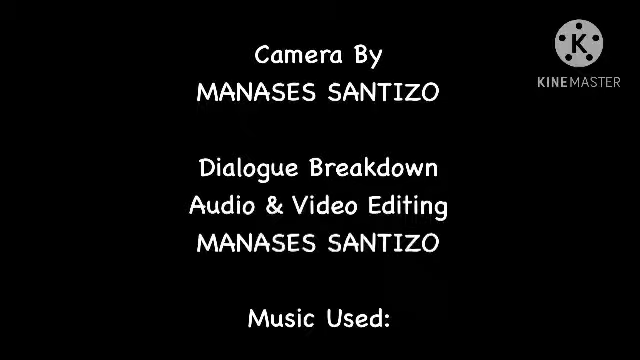 Camera By
MANASES SANTIZO
K
KINEMASTER
Dialogue Breakdown
Audio & Video Editing
MANASES SANTIZO
Music Used: